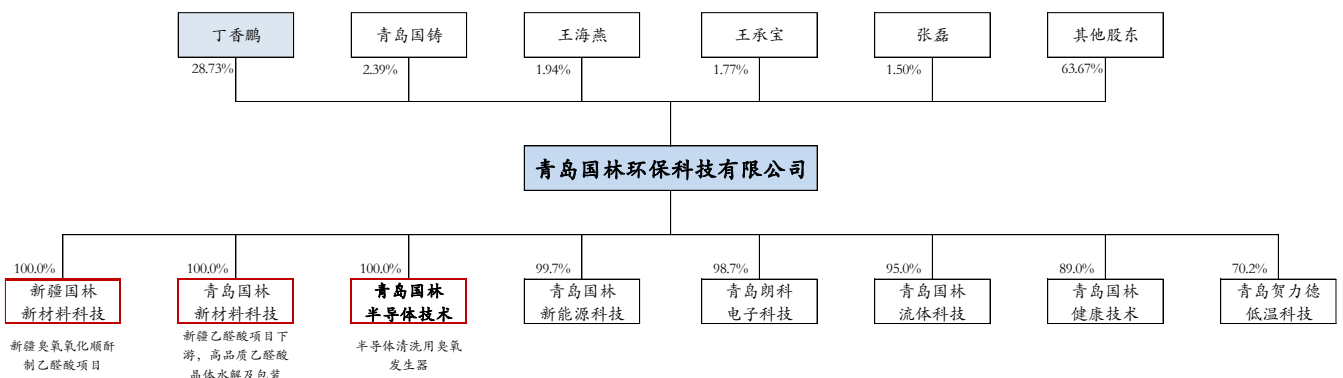 丁香鹏
青岛国铸
王海燕
王承宝
张磊
其他股东
28.73%
2.39%
1.94%
1.77%
1.50%
63.67%
青岛国林环保科技有限公司
100.0%
100.0%
100.0%
99.7%
98.7%
95.0%
89.0%
70.2%
新疆国林
新材料科技
青岛国林
新材料科技
青岛国林
半导体技术
青岛国林
新能源科技
青岛朗科
电子科技
青岛国林
流体科技
青岛国林
健康技术
青岛贺力德
低温科技
新疆臭氧氧化顺酐
制乙醛酸项目
新疆乙醛酸项目下
游，高品质乙醛酸
晶体水解及包装
半导体清洗用臭氧
发生器